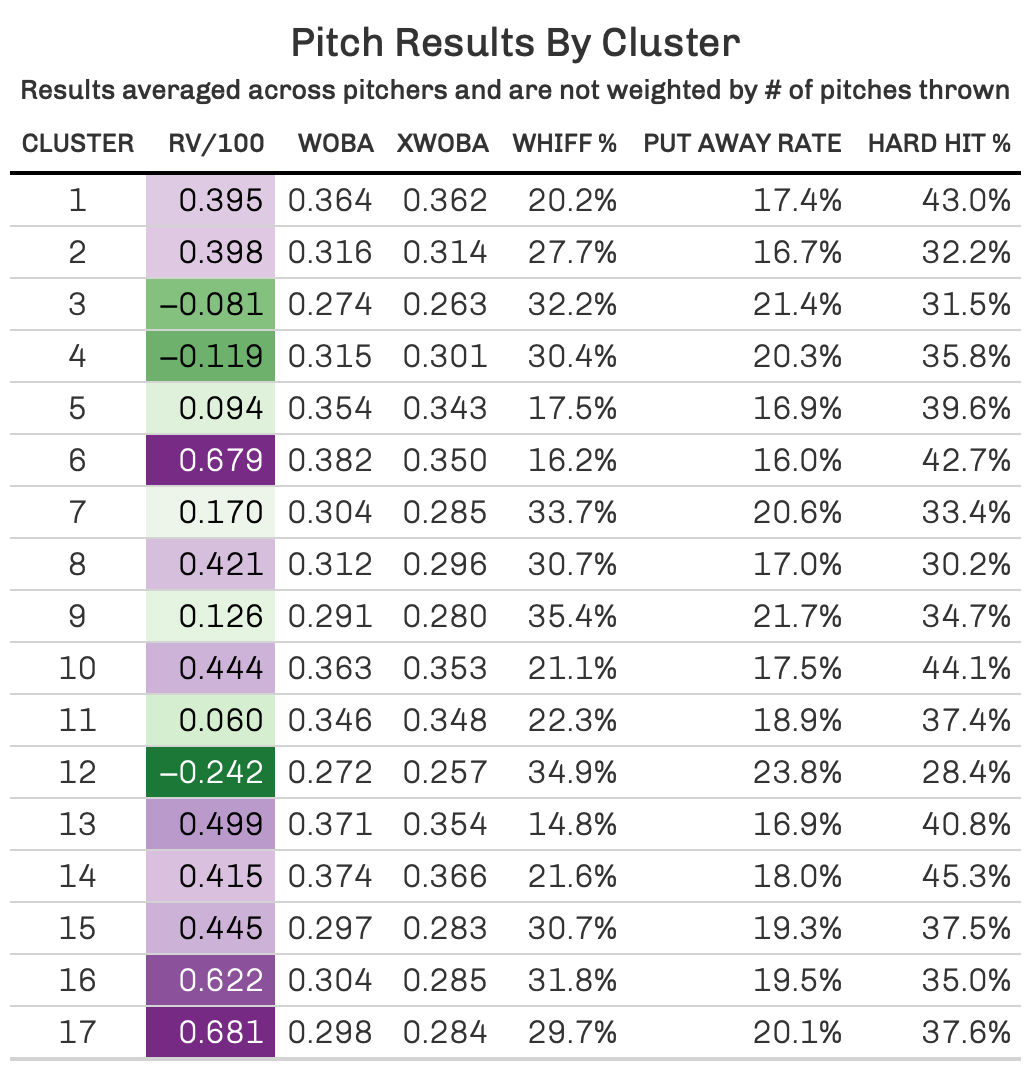 Pitch Results By Cluster
Results averaged across pitchers and are not weighted by # of pitches thrown
CLUSTER RV/100 WOBA XWOBA WHIFF % PUT AWAY RATE HARD HIT %
1 0.395 0.364 0.362 20.2% 17.4% 43.0%
2 0.398 0.316 0.314 27.7% 16.7% 32.2%
3 −0.081 0.274 0.263 32.2% 21.4% 31.5%
4 −0.119 0.315 0.301 30.4% 20.3% 35.8%
5 0.094 0.354 0.343 17.5% 16.9% 39.6%
6 0.679 0.382 0.350 16.2% 16.0% 42.7%
7 0.170 0.304 0.285 33.7% 20.6% 33.4%
8 0.421 0.312 0.296 30.7% 17.0% 30.2%
9 0.126 0.291 0.280 35.4% 21.7% 34.7%
10 0.444 0.363 0.353 21.1% 17.5% 44.1%
11 0.060 0.346 0.348 22.3% 18.9% 37.4%
12 −0.242 0.272 0.257 34.9% 23.8% 28.4%
13 0.499 0.371 0.354 14.8% 16.9% 40.8%
14 0.415 0.374 0.366 21.6% 18.0% 45.3%
15 0.445 0.297 0.283 30.7% 19.3% 37.5%
16 0.622 0.304 0.285 31.8% 19.5% 35.0%
17 0.681 0.298 0.284 29.7% 20.1% 37.6%